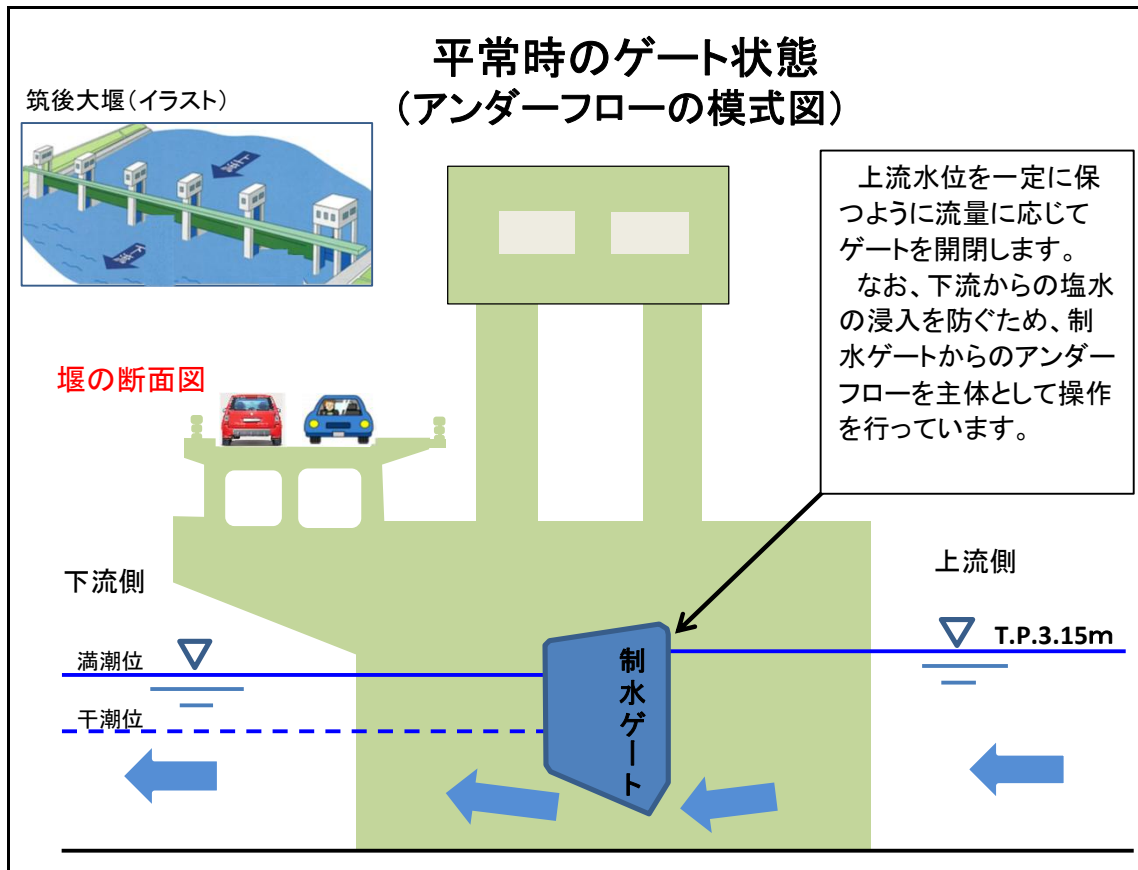 平常時のゲート状態
（アンダーフローの模式図）
筑後大堰（イラスト）
上流水位を一定に保
つように流量に応じて
ゲートを開閉します。
なお、下流からの塩水
の浸入を防ぐため、制
水ゲートからのアンダー
フローを主体として操作
を行っています。
堰の断面図
下流側
上流側
T.P.3.15m
満潮位
干潮位
制水ゲート